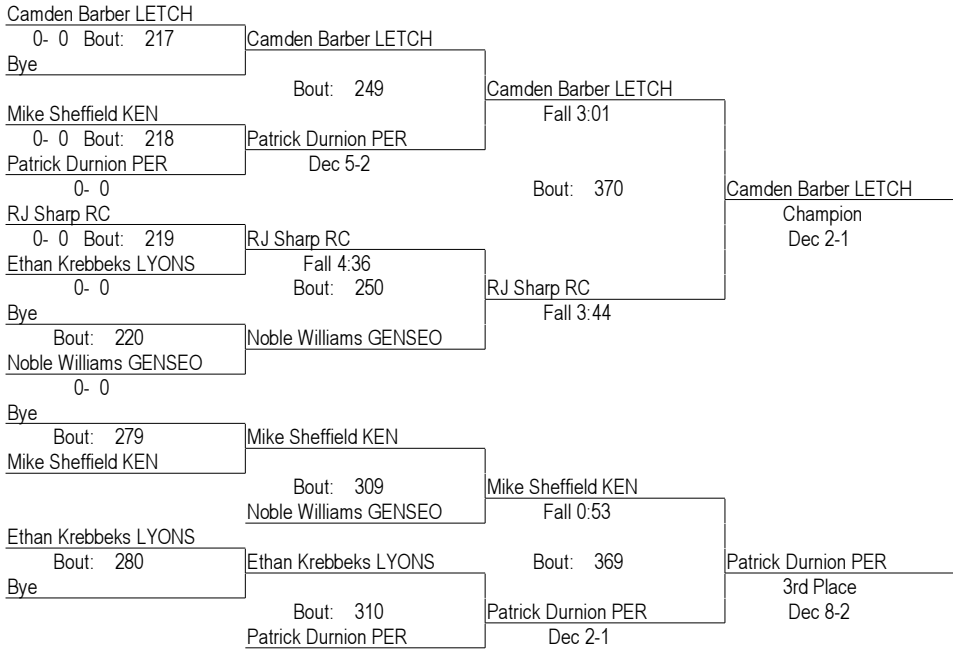 Camden Barber LETCH
0- 0 Bout: 217 Camden Barber LETCH
Bye
Bout: 249 Camden Barber LETCH
Mike Sheffield KEN Fall 3:01
0- 0 Bout: 218 Patrick Durnion PER
Patrick Durnion PER Dec 5-2
0- 0 Bout: 370 Camden Barber LETCH
RJ Sharp RC Champion
0- 0 Bout: 219 RJ Sharp RC Dec 2-1
Ethan Krebbeks LYONS Fall 4:36
0- 0 Bout: 250 RJ Sharp RC
Bye Fall 3:44
Bout: 220 Noble Williams GENSEO
Noble Williams GENSEO
0- 0
Bye
Bout: 279 Mike Sheffield KEN
Mike Sheffield KEN
Bout: 309 Mike Sheffield KEN
Noble Williams GENSEO Fall 0:53
Ethan Krebbeks LYONS
Bout: 280 Ethan Krebbeks LYONS Bout: 369 Patrick Durnion PER
Bye 3rd Place
Bout: 310 Patrick Durnion PER Dec 8-2
Patrick Durnion PER Dec 2-1